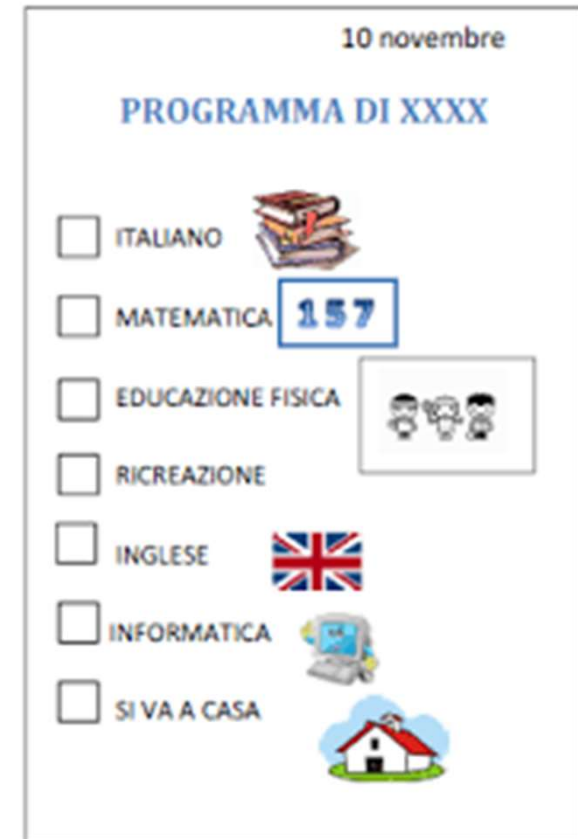 10 novembre
PROGRAMMA DI XXXX
ITALIANO
MATEMATICA 157
EDUCAZIONE FISICA
RICREAZIONE
INGLESE
INFORMATICA
SI VA A CASA